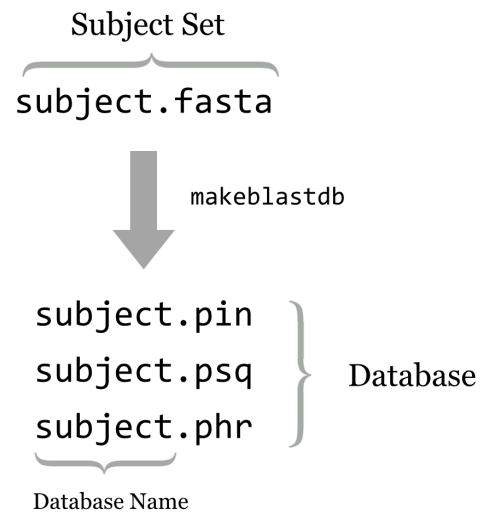 Subject Set
subject.fasta
makeblastdb
subject.pin
subject.psq
subject.phr
Database
Database Name